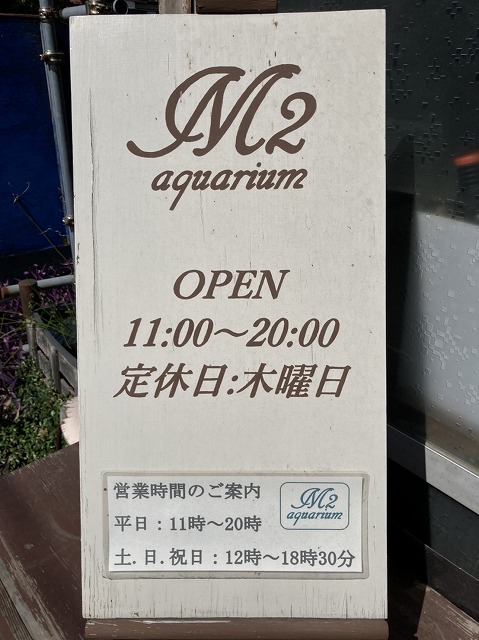 M2
aquarium
OPEN
11:00～20:00
定休日:木曜日
営業時間のご案内
M2
aquarium
平日：11時～20時
土.日.祝日：12時～18時30分